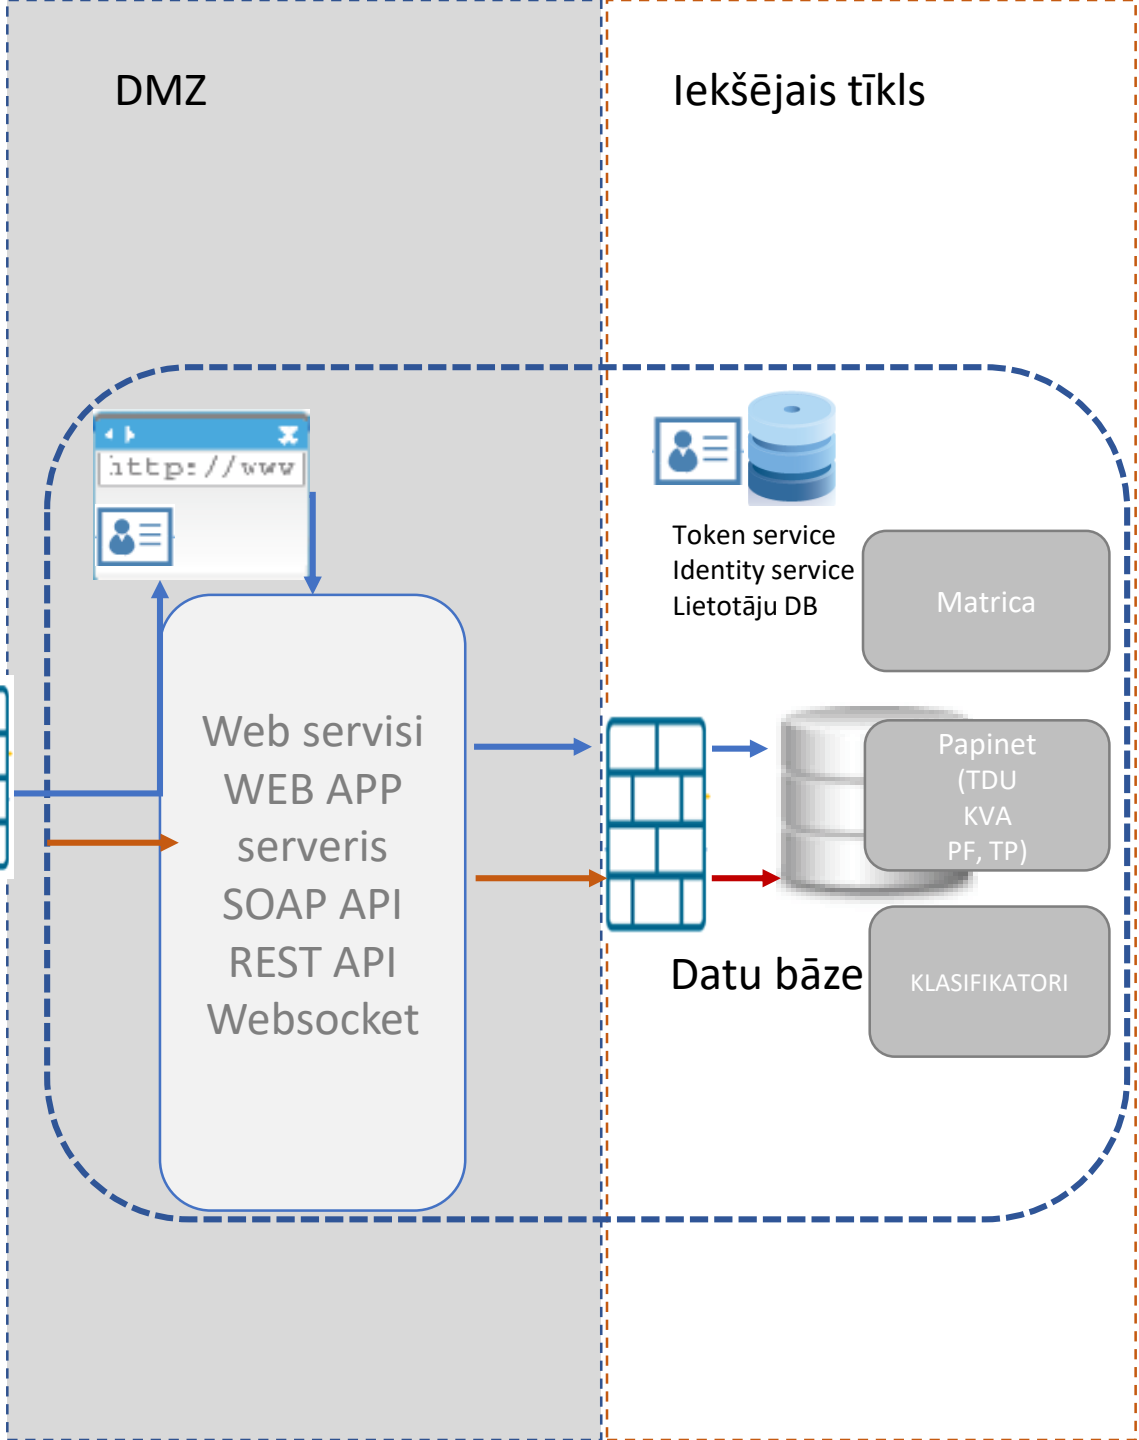 DMZ
Iekšējais tīkls
http://www
Token service
Identity service
Lietotāju DB
Matrica
Web servisi
WEB APP
serveris
SOAP API
REST API
Websocket
Papinet
(TDU
KVA
PF, TP)
Datu bāze
KLASIFIKATORI